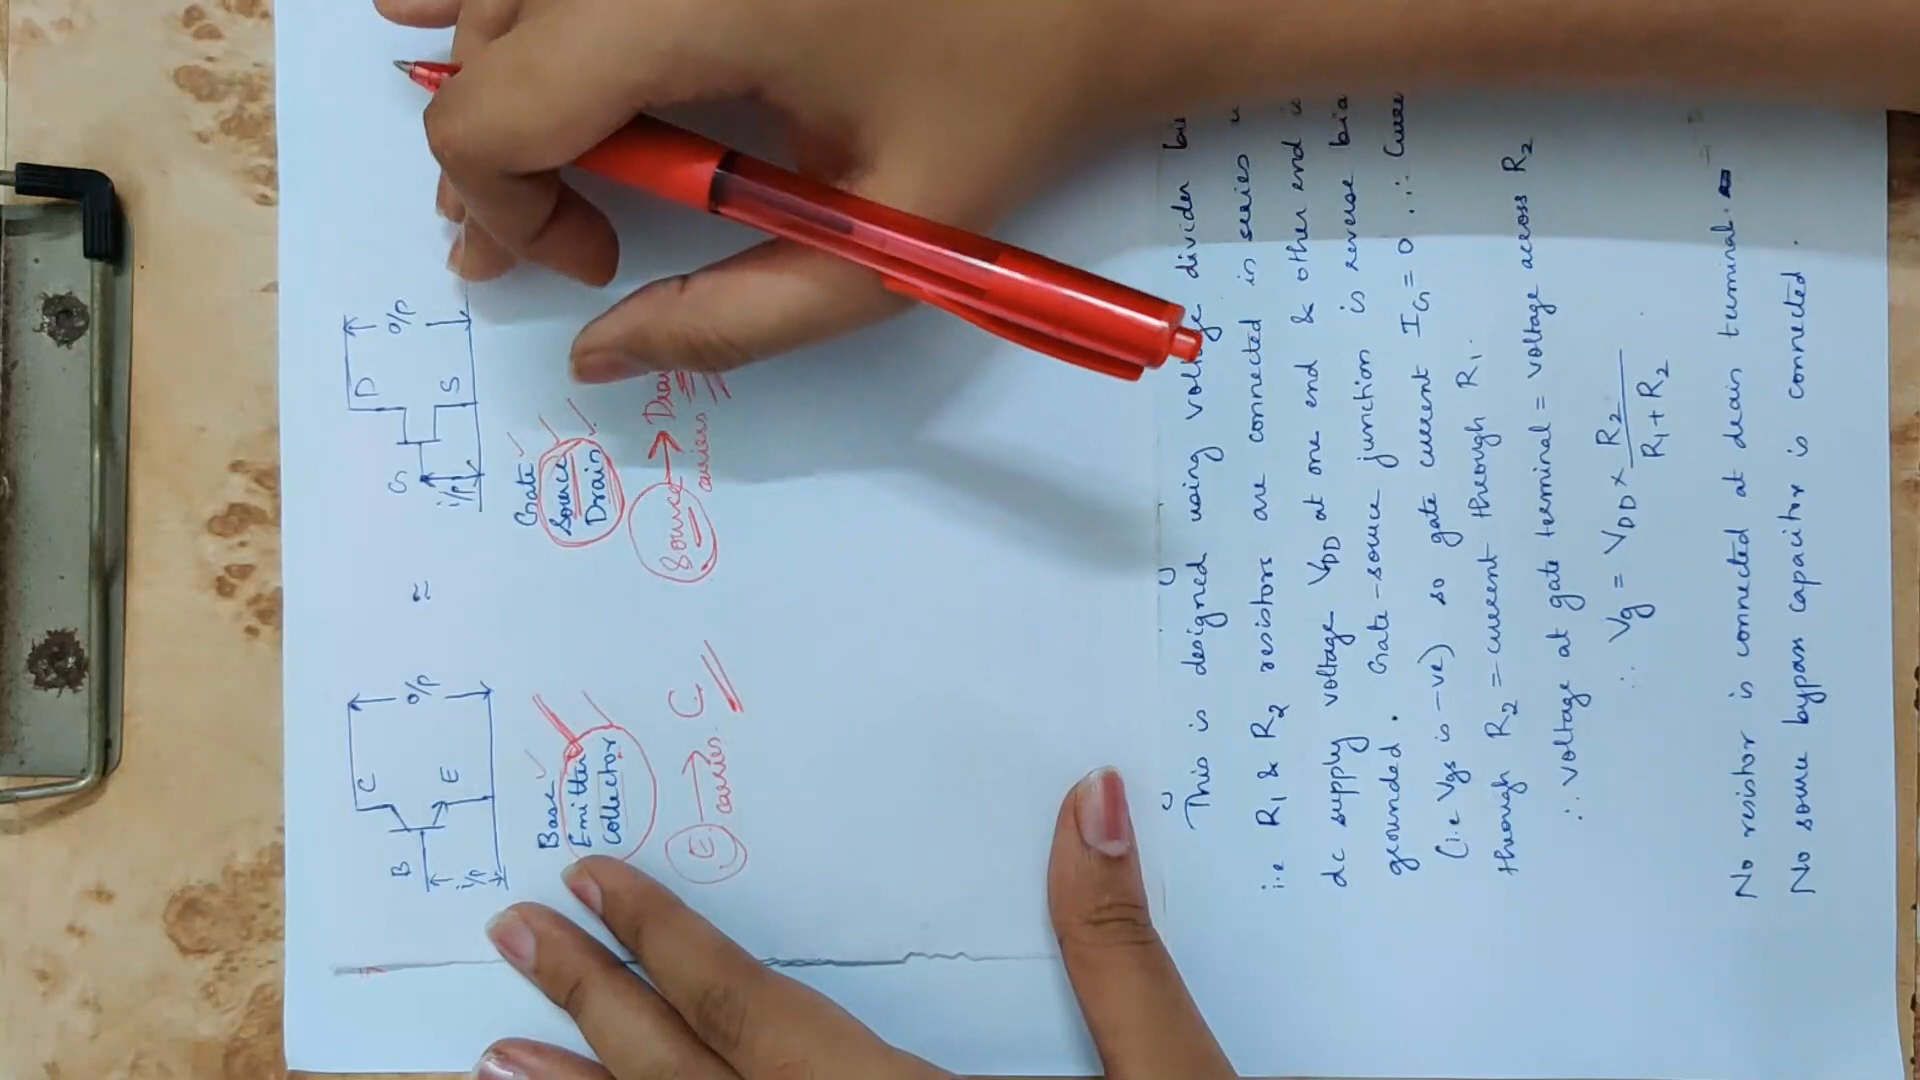 C
B
E
i/p
o/p
≈
D
G
S
i/p
o/p
Base
Emitter
Collector
Gate
Source
Drain
E → C
carries.
Source →
carriers
This is designed using voltage divider
i.e R1 & R2 resistors are connected in series
dc supply voltage VDD at one end & other end
grounded. Gate-source junction is reverse
(i.e Vgs is -ve) so gate current IG = 0 ∴
through R2 = current through R1.
∴ voltage at gate terminal = voltage across R2
∴ Vg = VDD × R2 / R1 + R2
No resistor is connected at drain terminal.
No source bypass capacitor is connected.